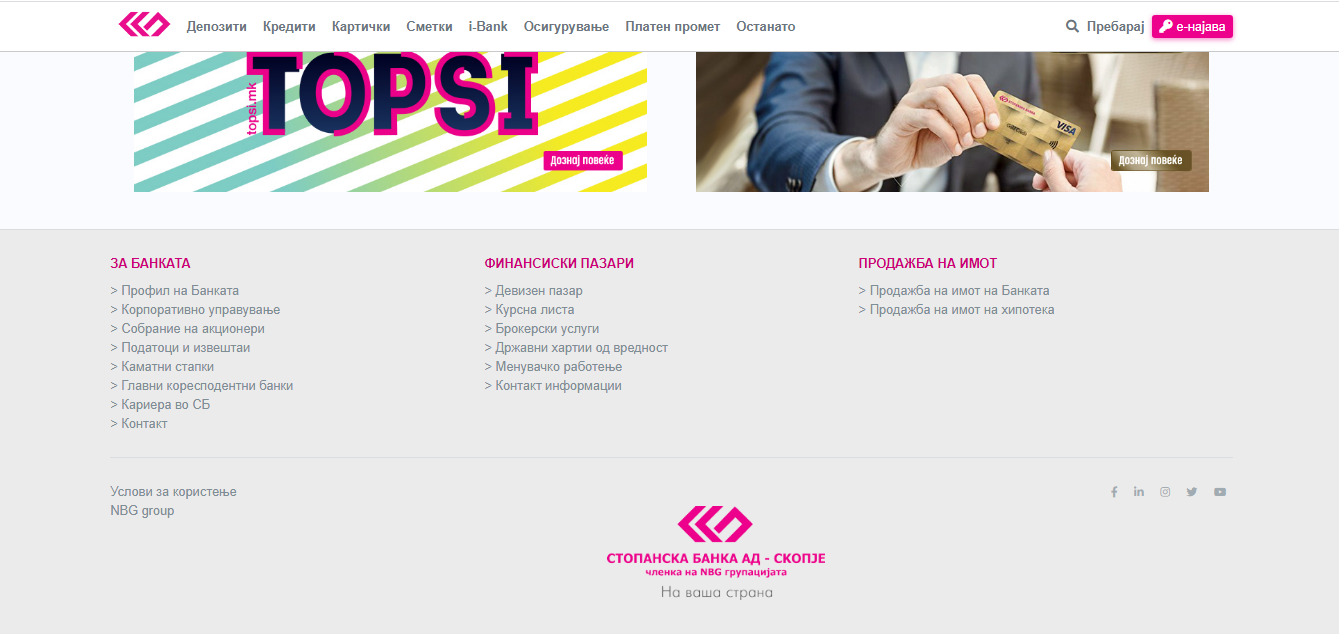 Депозити Кредити Картички Сметки i-Bank Осигурување Платен промет Останато Пребарај е-најава
TOPSI
topsi.mk
Дознај повеќе
СТОПАНСКА БАНКА
VISA
Дознај повеќе
ЗА БАНКАТА
> Профил на Банката
> Корпоративно управување
> Собрание на акционери
> Податоци и извештаи
> Каматни стапки
> Главни кореспондентни банки
> Кариера во СБ
> Контакт
ФИНАНСИСКИ ПАЗАРИ
> Девизен пазар
> Курсна листа
> Брокерски услуги
> Државни хартии од вредност
> Менувачко работење
> Контакт информации
ПРОДАЖБА НА ИМОТ
> Продажба на имот на Банката
> Продажба на имот на хипотека
Услови за користење
NBG group
СТОПАНСКА БАНКА АД - СКОПЈЕ
членка на NBG групацијата
На ваша страна